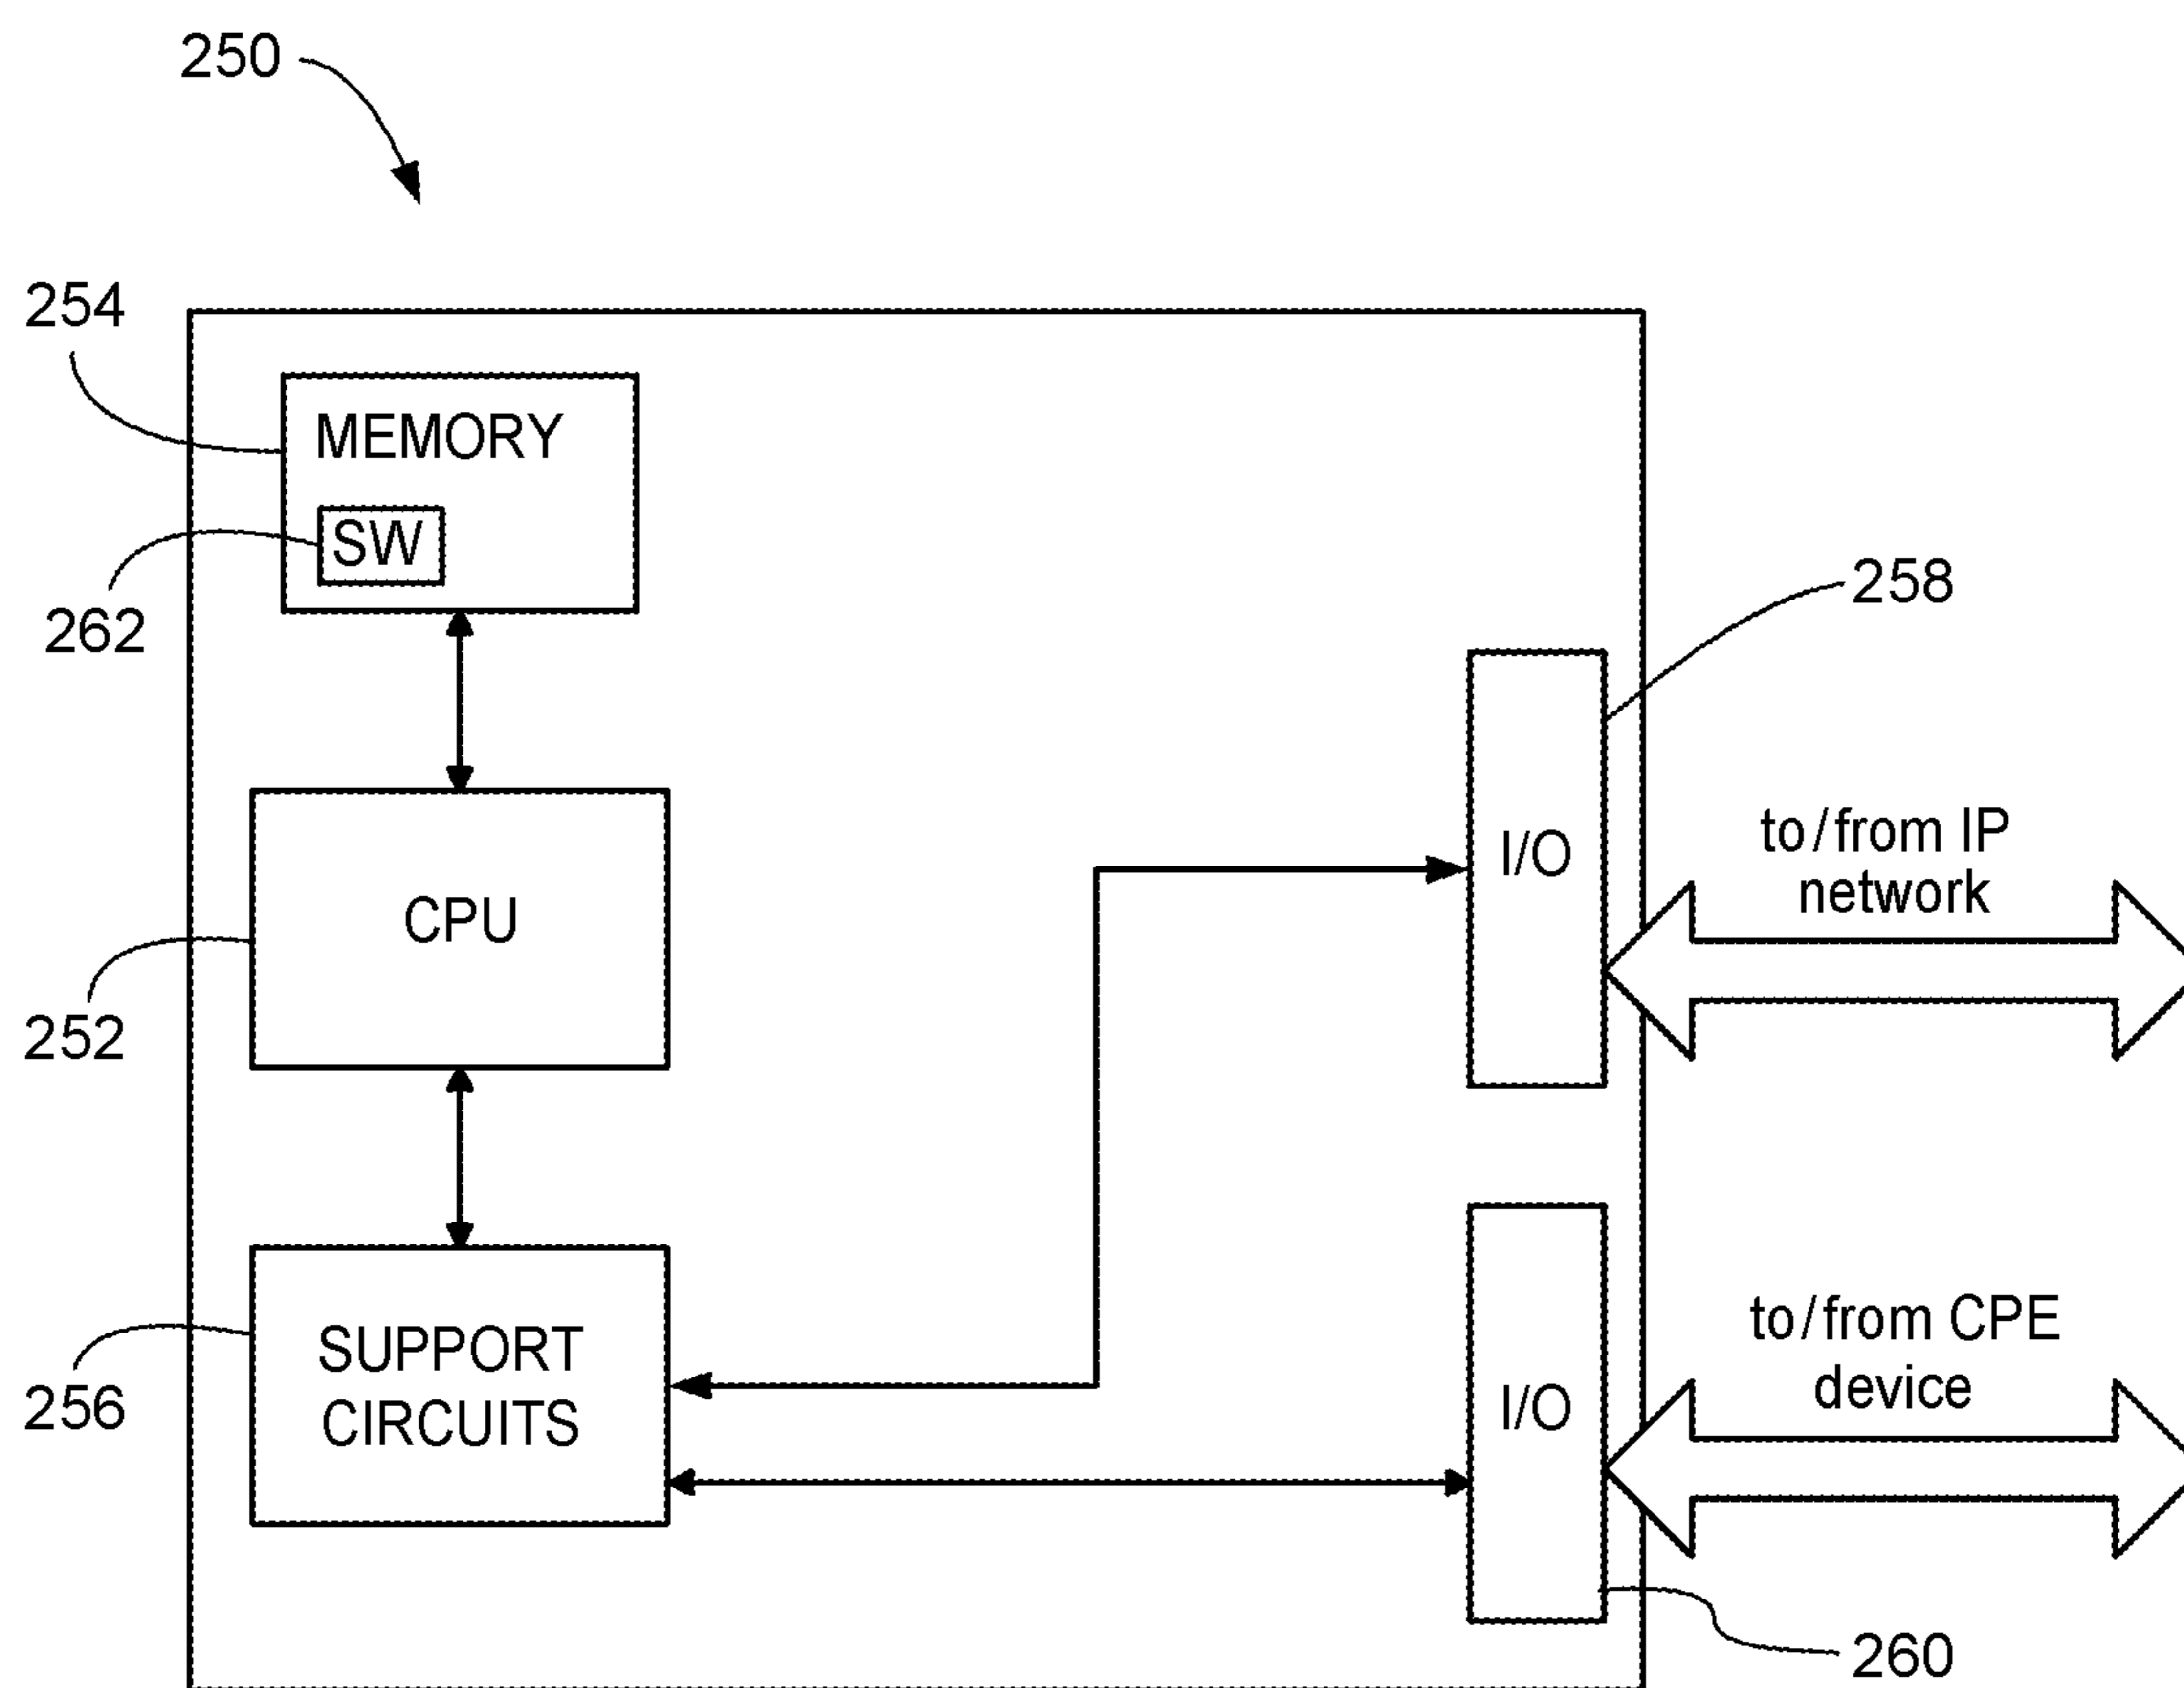 250
254
MEMORY
SW
262
258
to/from IP
network
I/O
CPU
252
to/from CPE
device
SUPPORT
CIRCUITS
I/O
256
260